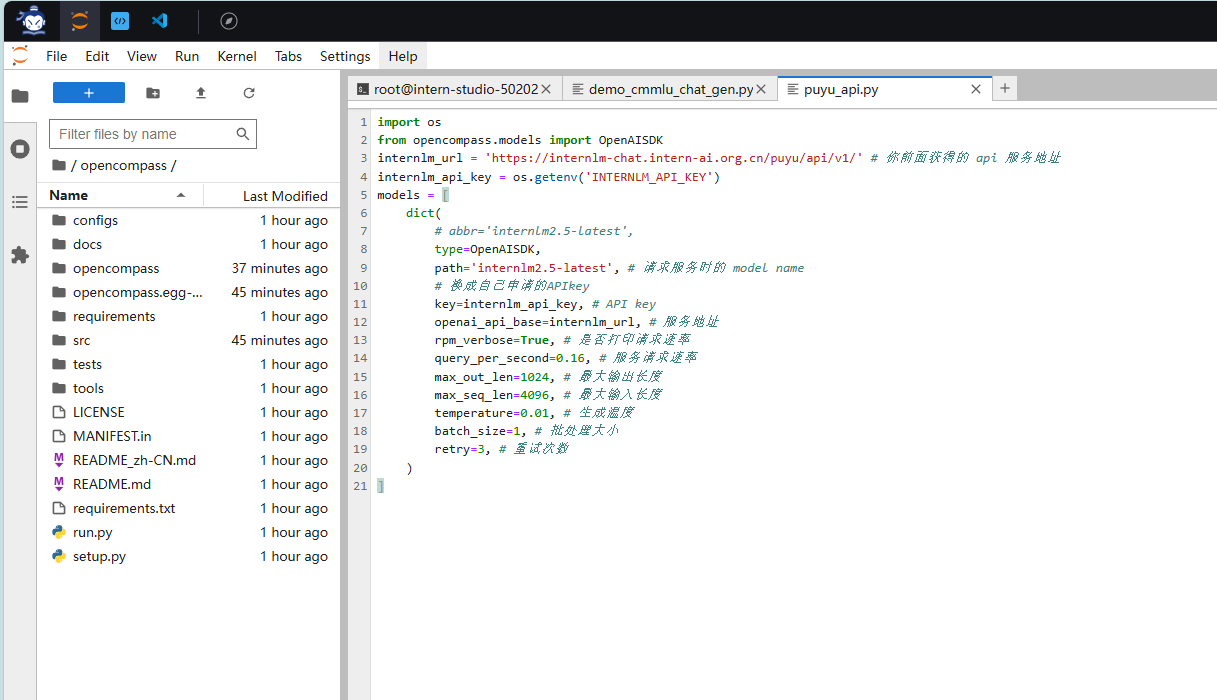 File Edit View Run Kernel Tabs Settings Help
root@intern-studio-50202
demo_cmmlu_chat_gen.py
puyu_api.py
Filter files by name
/ opencompass /
Name Last Modified
configs 1 hour ago
docs 1 hour ago
opencompass 37 minutes ago
opencompass.egg-... 45 minutes ago
requirements 1 hour ago
src 45 minutes ago
tests 1 hour ago
tools 1 hour ago
LICENSE 1 hour ago
MANIFEST.in 1 hour ago
README_zh-CN.md 1 hour ago
README.md 1 hour ago
requirements.txt 1 hour ago
run.py 1 hour ago
setup.py 1 hour ago
1 import os
2 from opencompass.models import OpenAISDK
3 internlm_url = 'https://internlm-chat.intern-ai.org.cn/puyu/api/v1/' # 你前面获得的 api 服务地址
4 internlm_api_key = os.getenv('INTERNLM_API_KEY')
5 models = [
6     dict(
7         # abbr='internlm2.5-latest',
8         type=OpenAISDK,
9         path='internlm2.5-latest', # 请求服务时的 model name
10         # 换成自己申请的APIkey
11         key=internlm_api_key, # API key
12         openai_api_base=internlm_url, # 服务地址
13         rpm_verbose=True, # 是否打印请求速率
14         query_per_second=0.16, # 服务请求速率
15         max_out_len=1024, # 最大输出长度
16         max_seq_len=4096, # 最大输入长度
17         temperature=0.01, # 生成温度
18         batch_size=1, # 批处理大小
19         retry=3, # 重试次数
20     )
21 ]